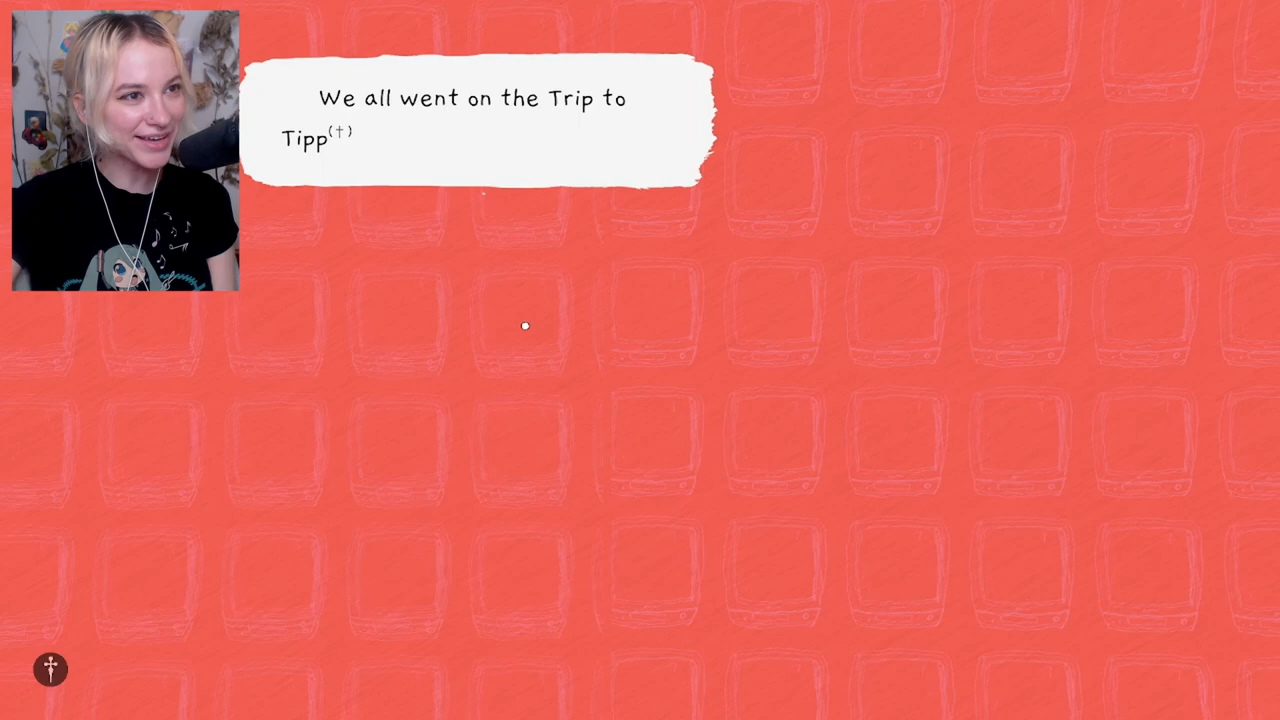 We all went on the Trip to
Tipp(†)